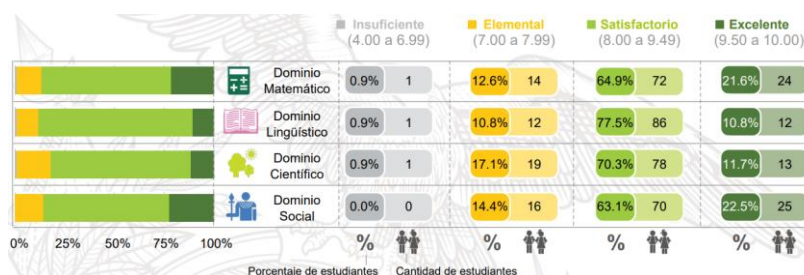 Insuficiente Elemental Satisfactorio Excelente
(4.00 a 6.99) (7.00 a 7.99) (8.00 a 9.49) (9.50 a 10.00)
Dominio
Matemático
0.9% 1 12.6% 14 64.9% 72 21.6% 24
Dominio
Lingüístico
0.9% 1 10.8% 12 77.5% 86 10.8% 12
Dominio
Científico
0.9% 1 17.1% 19 70.3% 78 11.7% 13
Dominio
Social
0.0% 0 14.4% 16 63.1% 70 22.5% 25
0% 25% 50% 75% 100% % % % %
Porcentaje de estudiantes Cantidad de estudiantes